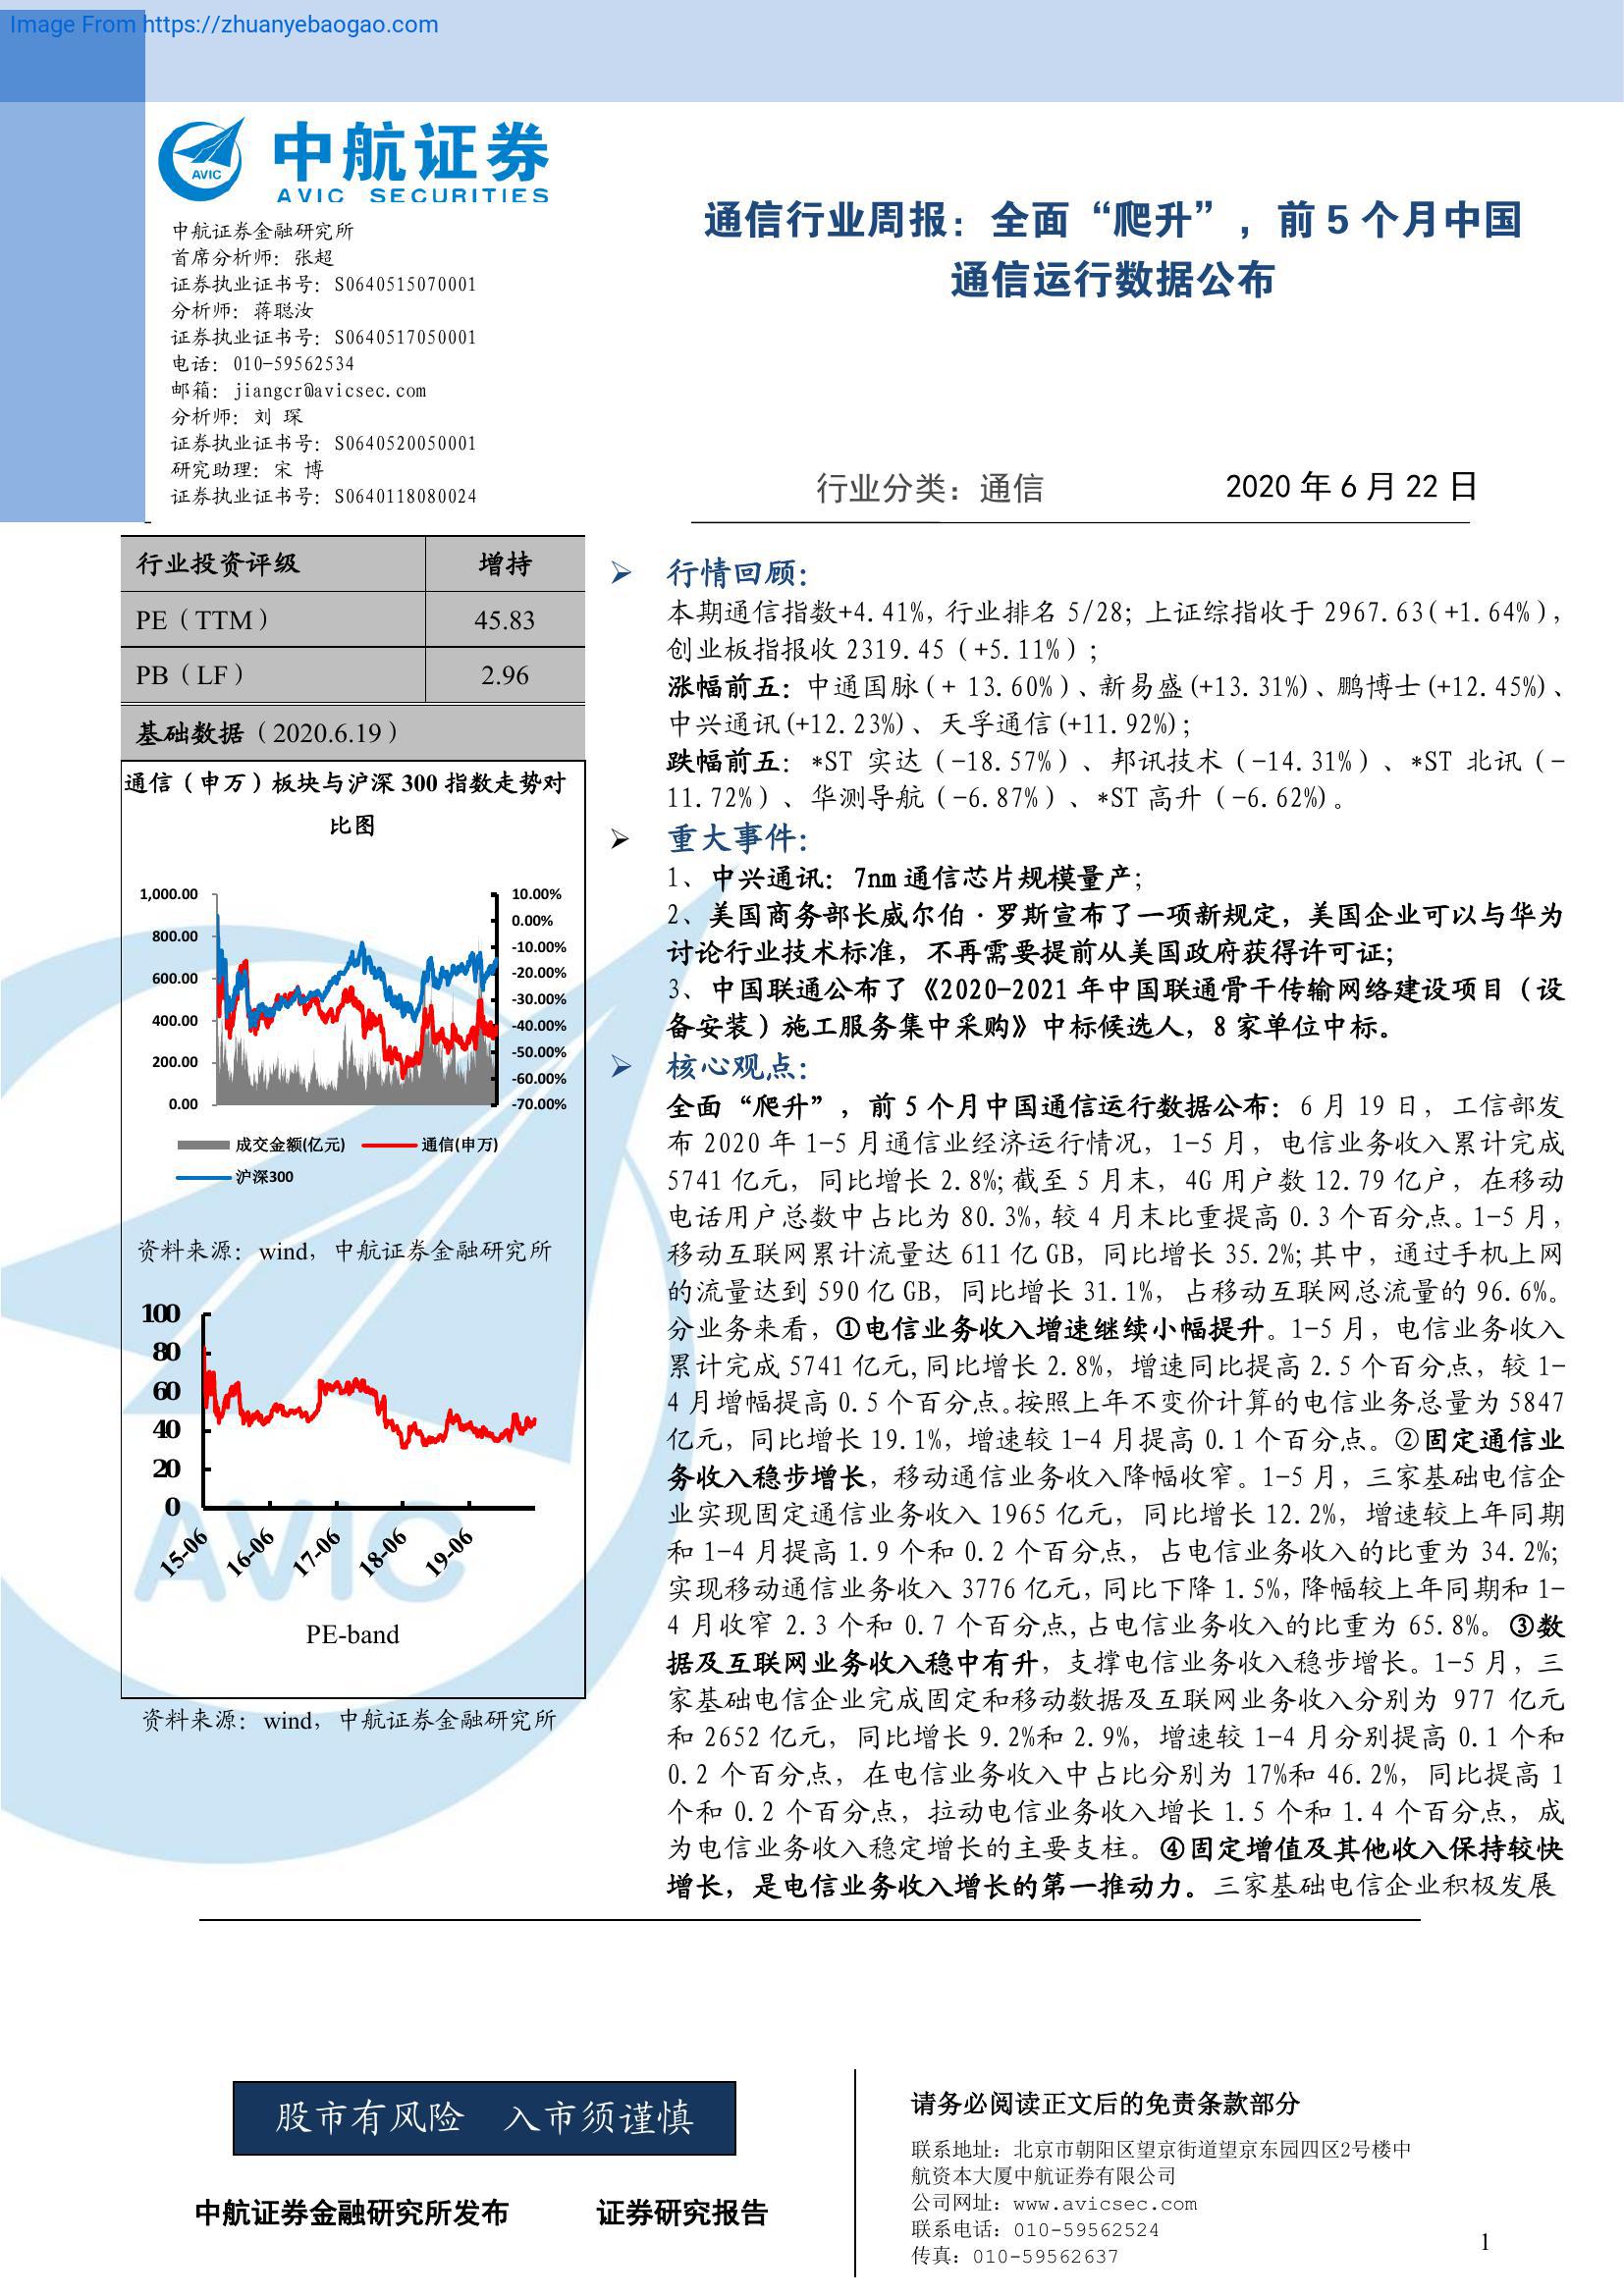 Image From https://zhuanyebaogao.com
中航证券
AVIC SECURITIES
AVIC
中航证券金融研究所
首席分析师：张超
证券执业证书号：S0640515070001
分析师：蒋聪汝
证券执业证书号：S0640517050001
电话：010-59562534
邮箱：jiangcr@avicsec.com
分析师：刘 琛
证券执业证书号：S0640520050001
研究助理：宋 博
证券执业证书号：S0640118080024
通信行业周报：全面“爬升”，前 5 个月中国
通信运行数据公布
行业分类：通信 2020 年 6 月 22 日
行业投资评级 增持
PE（TTM） 45.83
PB（LF） 2.96
基础数据（2020.6.19）
通信（申万）板块与沪深 300 指数走势对
比图
1,000.00
800.00
600.00
400.00
200.00
0.00
10.00%
0.00%
-10.00%
-20.00%
-30.00%
-40.00%
-50.00%
-60.00%
-70.00%
成交金额(亿元) 通信(申万)
沪深300
资料来源：wind，中航证券金融研究所
100
80
60
40
20
0
15-06 16-06 17-06 18-06 19-06
PE-band
资料来源：wind，中航证券金融研究所
AVIC
➢ 行情回顾：
本期通信指数+4.41%，行业排名 5/28；上证综指收于 2967.63(+1.64%)，
创业板指报收 2319.45（+5.11%）；
涨幅前五：中通国脉(+ 13.60%)、新易盛(+13.31%)、鹏博士(+12.45%)、
中兴通讯(+12.23%)、天孚通信(+11.92%)；
跌幅前五：*ST 实达（-18.57%）、邦讯技术（-14.31%）、*ST 北讯（-
11.72%）、华测导航（-6.87%）、*ST 高升（-6.62%)。
➢ 重大事件：
1、中兴通讯：7nm 通信芯片规模量产；
2、美国商务部长威尔伯·罗斯宣布了一项新规定，美国企业可以与华为
讨论行业技术标准，不再需要提前从美国政府获得许可证；
3、中国联通公布了《2020-2021 年中国联通骨干传输网络建设项目（设
备安装）施工服务集中采购》中标候选人，8 家单位中标。
➢ 核心观点：
全面“爬升”，前 5 个月中国通信运行数据公布：6 月 19 日，工信部发
布 2020 年 1-5 月通信业经济运行情况，1-5 月，电信业务收入累计完成
5741 亿元，同比增长 2.8%；截至 5 月末，4G 用户数 12.79 亿户，在移动
电话用户总数中占比为 80.3%，较 4 月末比重提高 0.3 个百分点。1-5 月，
移动互联网累计流量达 611 亿 GB，同比增长 35.2%；其中，通过手机上网
的流量达到 590 亿 GB，同比增长 31.1%，占移动互联网总流量的 96.6%。
分业务来看，①电信业务收入增速继续小幅提升。1-5 月，电信业务收入
累计完成 5741 亿元，同比增长 2.8%，增速同比提高 2.5 个百分点，较 1-
4 月增幅提高 0.5 个百分点。按照上年不变价计算的电信业务总量为 5847
亿元，同比增长 19.1%，增速较 1-4 月提高 0.1 个百分点。②固定通信业
务收入稳步增长，移动通信业务收入降幅收窄。1-5 月，三家基础电信企
业实现固定通信业务收入 1965 亿元，同比增长 12.2%，增速较上年同期
和 1-4 月提高 1.9 个和 0.2 个百分点，占电信业务收入的比重为 34.2%；
实现移动通信业务收入 3776 亿元，同比下降 1.5%，降幅较上年同期和 1-
4 月收窄 2.3 个和 0.7 个百分点，占电信业务收入的比重为 65.8%。③数
据及互联网业务收入稳中有升，支撑电信业务收入稳步增长。1-5 月，三
家基础电信企业完成固定和移动数据及互联网业务收入分别为 977 亿元
和 2652 亿元，同比增长 9.2%和 2.9%，增速较 1-4 月分别提高 0.1 个和
0.2 个百分点，在电信业务收入中占比分别为 17%和 46.2%，同比提高 1
个和 0.2 个百分点，拉动电信业务收入增长 1.5 个和 1.4 个百分点，成
为电信业务收入稳定增长的主要支柱。④固定增值及其他收入保持较快
增长，是电信业务收入增长的第一推动力。三家基础电信企业积极发展
股市有风险 入市须谨慎
中航证券金融研究所发布 证券研究报告
请务必阅读正文后的免责条款部分
联系地址：北京市朝阳区望京街道望京东园四区2号楼中
航资本大厦中航证券有限公司
公司网址：www.avicsec.com
联系电话：010-59562524
传真：010-59562637
1